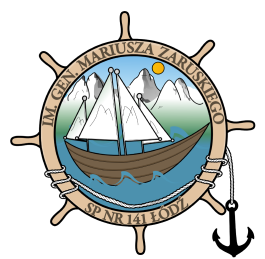 IM. GEN. MARIUSZA ZARUSKIEGO
SP NR 141 ŁÓDŹ